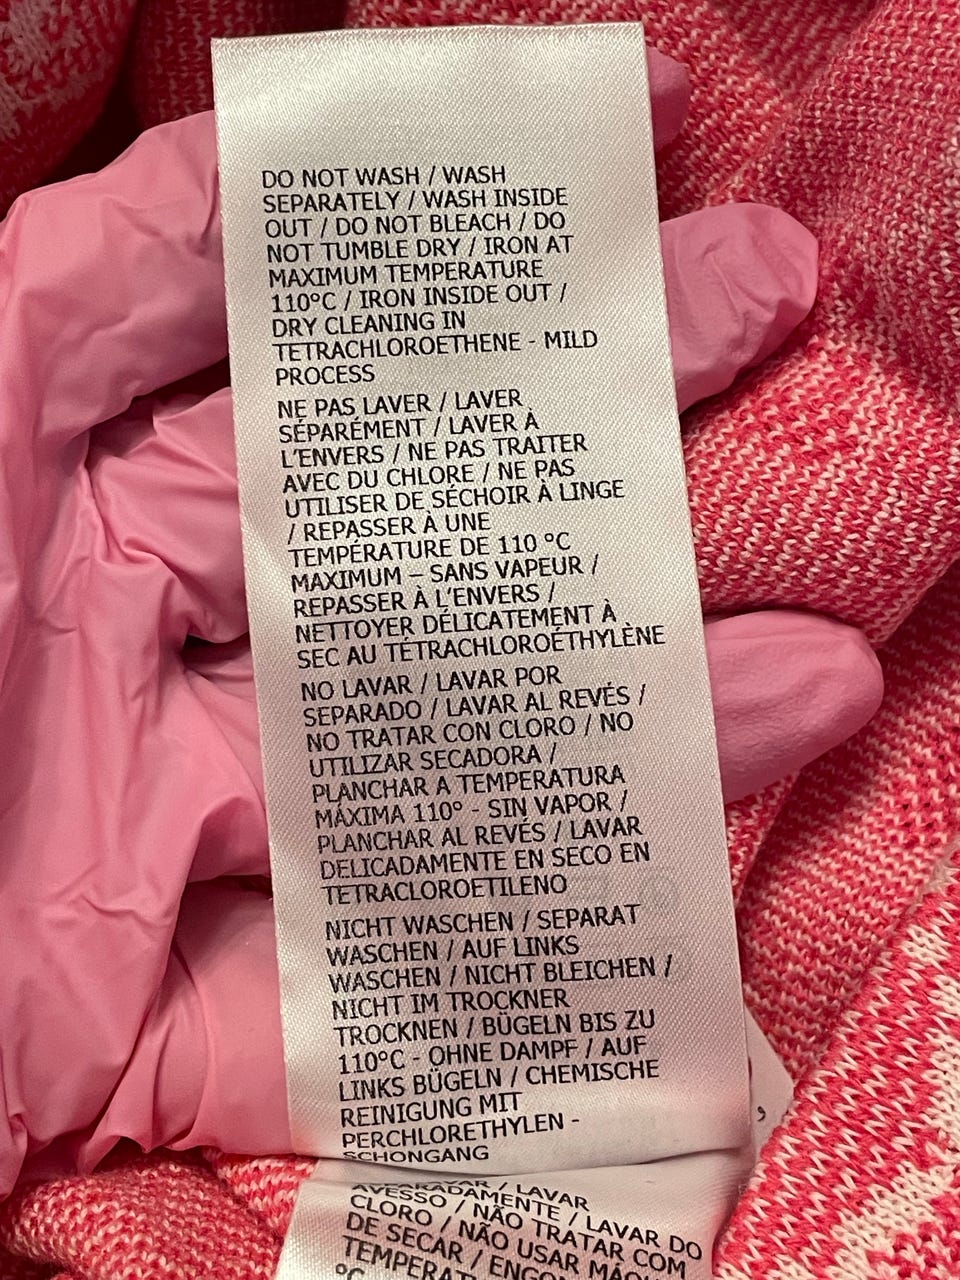 DO NOT WASH / WASH
SEPARATELY / WASH INSIDE
OUT / DO NOT BLEACH / DO
NOT TUMBLE DRY / IRON AT
MAXIMUM TEMPERATURE
110°C / IRON INSIDE OUT /
DRY CLEANING IN
TETRACHLOROETHENE - MILD
PROCESS
NE PAS LAVER / LAVER
SÉPARÉMENT / LAVER À
L'ENVERS / NE PAS TRAITER
AVEC DU CHLORE / NE PAS
UTILISER DE SÉCHOIR À LINGE
/ REPASSER À UNE
TEMPÉRATURE DE 110 °C
MAXIMUM – SANS VAPEUR /
REPASSER À L'ENVERS /
NETTOYER DÉLICATEMENT À
SEC AU TÉTRACHLOROÉTHYLÈNE
NO LAVAR / LAVAR POR
SEPARADO / LAVAR AL REVÉS /
NO TRATAR CON CLORO / NO
UTILIZAR SECADORA /
PLANCHAR A TEMPERATURA
MÁXIMA 110° - SIN VAPOR /
PLANCHAR AL REVÉS / LAVAR
DELICADAMENTE EN SECO EN
TETRACLOROETILENO
NICHT WASCHEN / SEPARAT
WASCHEN / AUF LINKS
WASCHEN / NICHT BLEICHEN /
NICHT IM TROCKNER
TROCKNEN / BÜGELN BIS ZU
110°C - OHNE DAMPF / AUF
LINKS BÜGELN / CHEMISCHE
REINIGUNG MIT
PERCHLORETHYLEN -
SCHONGANG
/ LAVAR
/ LAVAR DO
AVESSO / NÃO TRATAR COM
CLORO / NÃO USAR
DE SECAR /